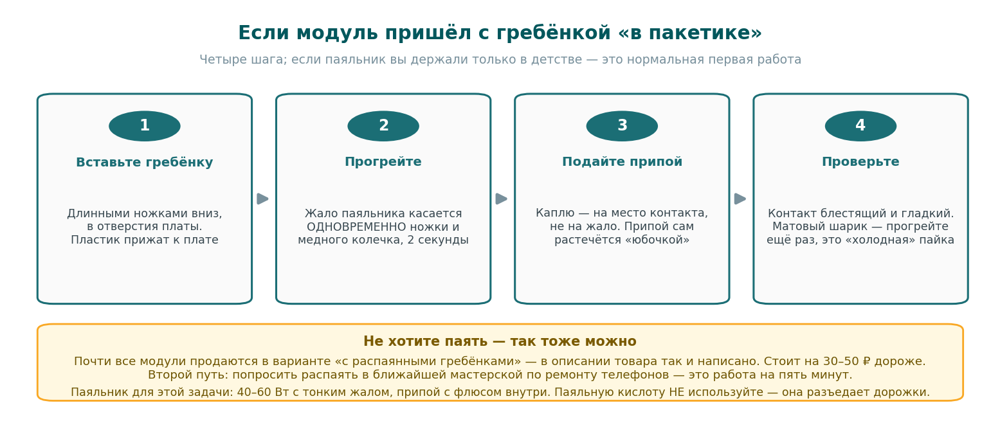 Если модуль пришёл с гребёнкой «в пакетике»
Четыре шага; если паяльник вы держали только в детстве — это нормальная первая работа
1
Вставьте гребёнку
Длинными ножками вниз,
в отверстия платы.
Пластик прижат к плате
2
Прогрейте
Жало паяльника касается
ОДНОВРЕМЕННО ножки и
медного колечка, 2 секунды
3
Подайте припой
Каплю — на место контакта,
не на жало. Припой сам
растечётся «юбочкой»
4
Проверьте
Контакт блестящий и гладкий.
Матовый шарик — прогрейте
ещё раз, это «холодная» пайка
Не хотите паять — так тоже можно
Почти все модули продаются в варианте «с распаянными гребёнками» — в описании товара так и написано. Стоит на 30–50 ₽ дороже.
Второй путь: попросить распаять в ближайшей мастерской по ремонту телефонов — это работа на пять минут.
Паяльник для этой задачи: 40–60 Вт с тонким жалом, припой с флюсом внутри. Паяльную кислоту НЕ используйте — она разъедает дорожки.